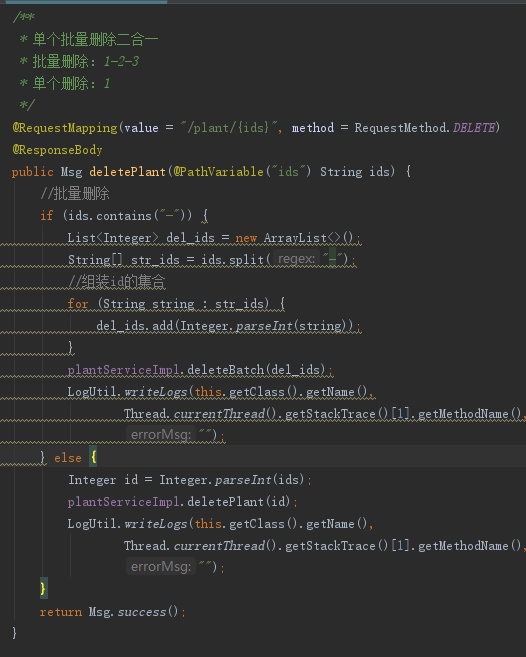 /**
 * 单个批量删除二合一
 * 批量删除：1-2-3
 * 单个删除：1
 */
@RequestMapping(value = "/plant/{ids}", method = RequestMethod.DELETE)
@ResponseBody
public Msg deletePlant(@PathVariable("ids") String ids) {
    //批量删除
    if (ids.contains("-")) {
        List<Integer> del_ids = new ArrayList<>();
        String[] str_ids = ids.split( regex: "-");
        //组装id的集合
        for (String string : str_ids) {
            del_ids.add(Integer.parseInt(string));
        }
        plantServiceImpl.deleteBatch(del_ids);
        LogUtil.writeLogs(this.getClass().getName(),
                Thread.currentThread().getStackTrace()[1].getMethodName(),
                errorMsg: "");
    } else {
        Integer id = Integer.parseInt(ids);
        plantServiceImpl.deletePlant(id);
        LogUtil.writeLogs(this.getClass().getName(),
                Thread.currentThread().getStackTrace()[1].getMethodName(),
                errorMsg: "");
    }
    return Msg.success();
}